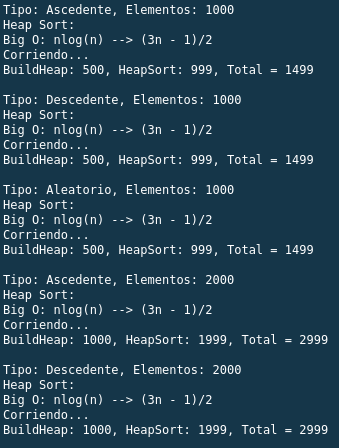 Tipo: Ascedente, Elementos: 1000
Heap Sort:
Big O: nlog(n) --> (3n - 1)/2
Corriendo...
BuildHeap: 500, HeapSort: 999, Total = 1499
Tipo: Descedente, Elementos: 1000
Heap Sort:
Big O: nlog(n) --> (3n - 1)/2
Corriendo...
BuildHeap: 500, HeapSort: 999, Total = 1499
Tipo: Aleatorio, Elementos: 1000
Heap Sort:
Big O: nlog(n) --> (3n - 1)/2
Corriendo...
BuildHeap: 500, HeapSort: 999, Total = 1499
Tipo: Ascedente, Elementos: 2000
Heap Sort:
Big O: nlog(n) --> (3n - 1)/2
Corriendo...
BuildHeap: 1000, HeapSort: 1999, Total = 2999
Tipo: Descedente, Elementos: 2000
Heap Sort:
Big O: nlog(n) --> (3n - 1)/2
Corriendo...
BuildHeap: 1000, HeapSort: 1999, Total = 2999